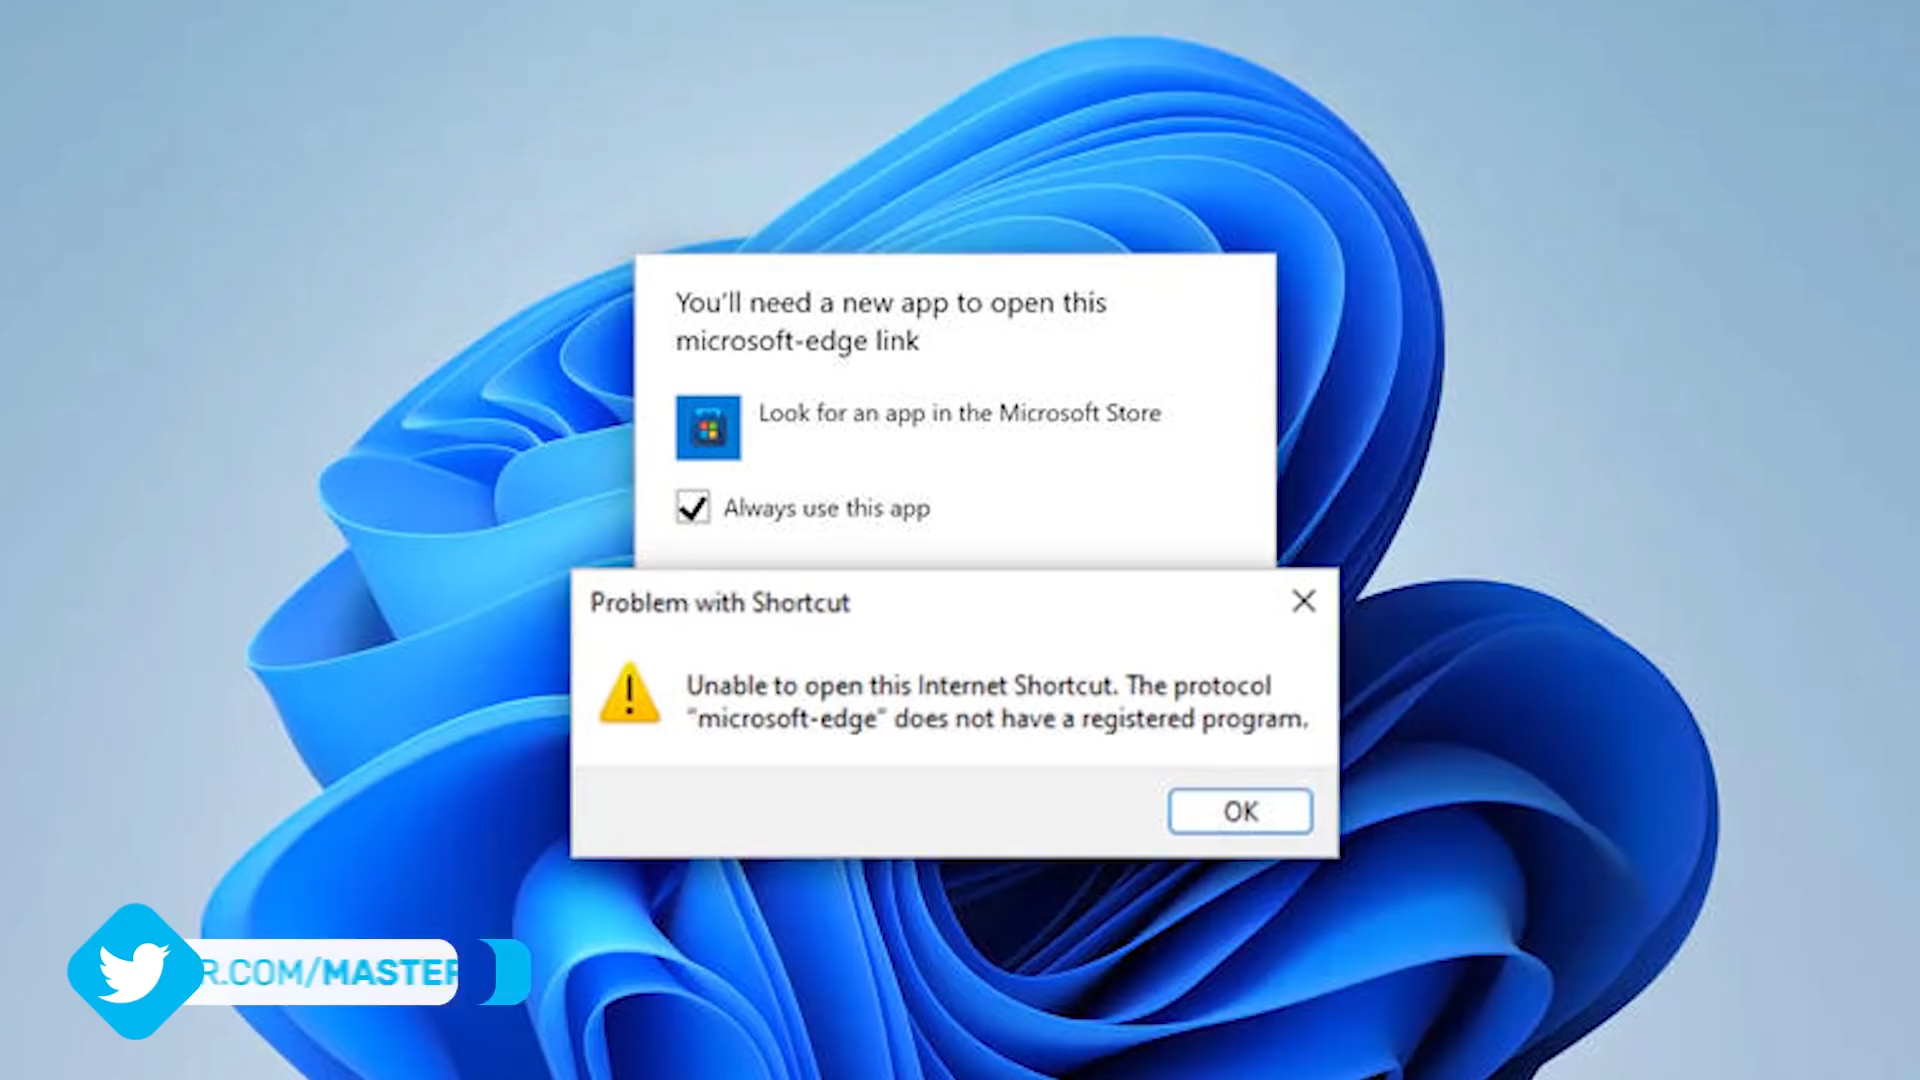 You'll need a new app to open this
microsoft-edge link
Look for an app in the Microsoft Store
Always use this app
Problem with Shortcut
Unable to open this Internet Shortcut. The protocol
"microsoft-edge" does not have a registered program.
OK
R.COM/MASTER